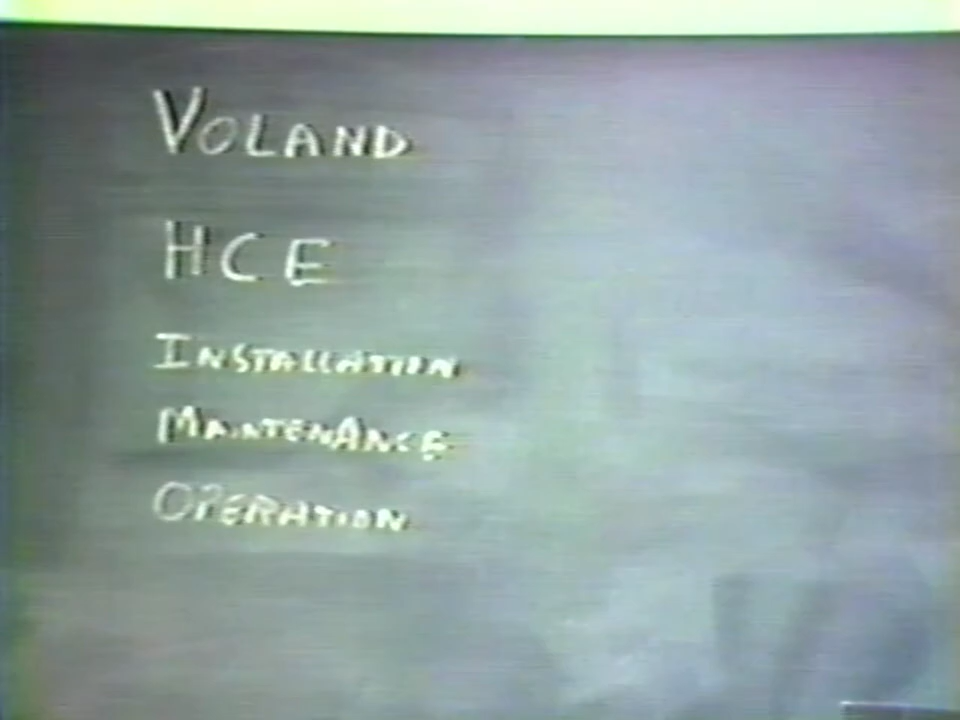 VOLAND
HCE
INSTALLATION
MAINTENANCE
OPERATION